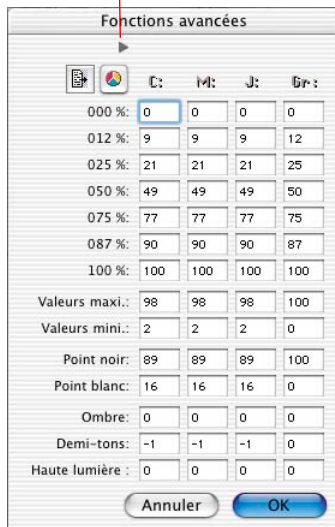 Fonctions avancées
C: M: J: Gr:
000 %: 0 0 0 0
012 %: 9 9 9 12
025 %: 21 21 21 25
050 %: 49 49 49 50
075 %: 77 77 77 75
087 %: 90 90 90 87
100 %: 100 100 100 100
Valeurs maxi.: 98 98 98 100
Valeurs mini.: 2 2 2 0
Point noir: 89 89 89 100
Point blanc: 16 16 16 0
Ombre: 0 0 0 0
Demi-tons: -1 -1 -1 0
Haute lumière : 0 0 0 0
Annuler OK